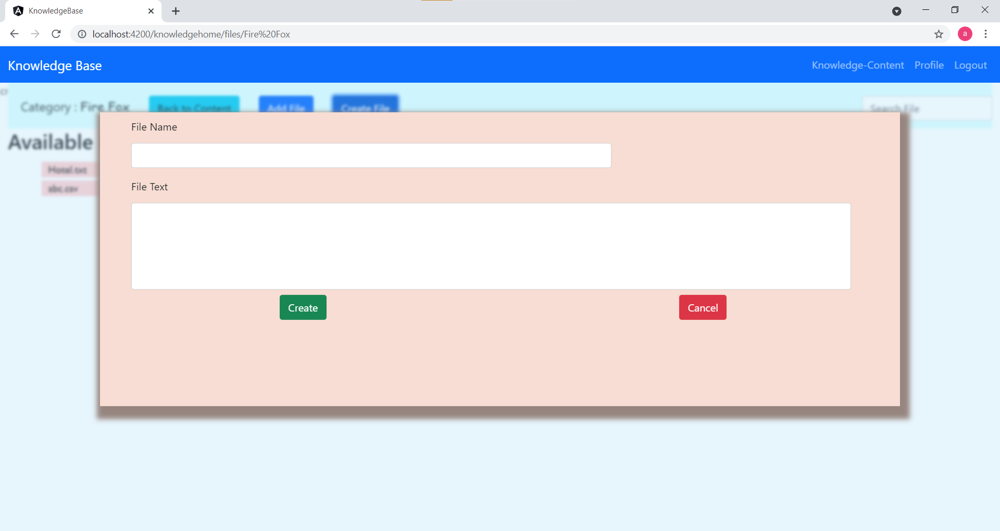 KnowledgeBase
localhost:4200/knowledgehome/files/Fire%20Fox
a
Knowledge Base
Knowledge-Content Profile Logout
Category : Fire Fox Back to Content Add File Create File Search File
Available
Hotel.txt
abc.csv
File Name
File Text
Create Cancel